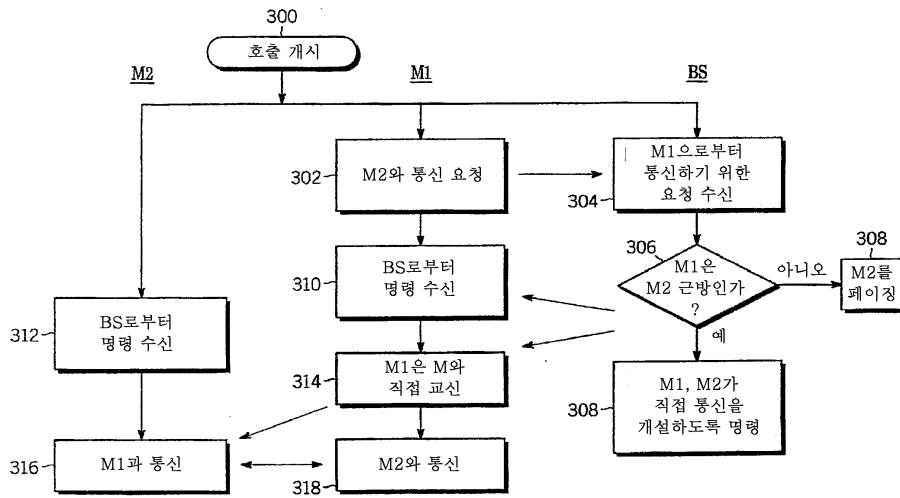 300
호출 개시
M2
M1
BS
302
M2와 통신 요청
304
M1으로부터
통신하기 위한
요청 수신
306
M1은
M2 근방인가
?
아니오
308
M2를
페이징
예
310
BS로부터
명령 수신
312
BS로부터
명령 수신
314
M1은 M와
직접 교신
308
M1, M2가
직접 통신을
개설하도록 명령
316
M1과 통신
318
M2와 통신